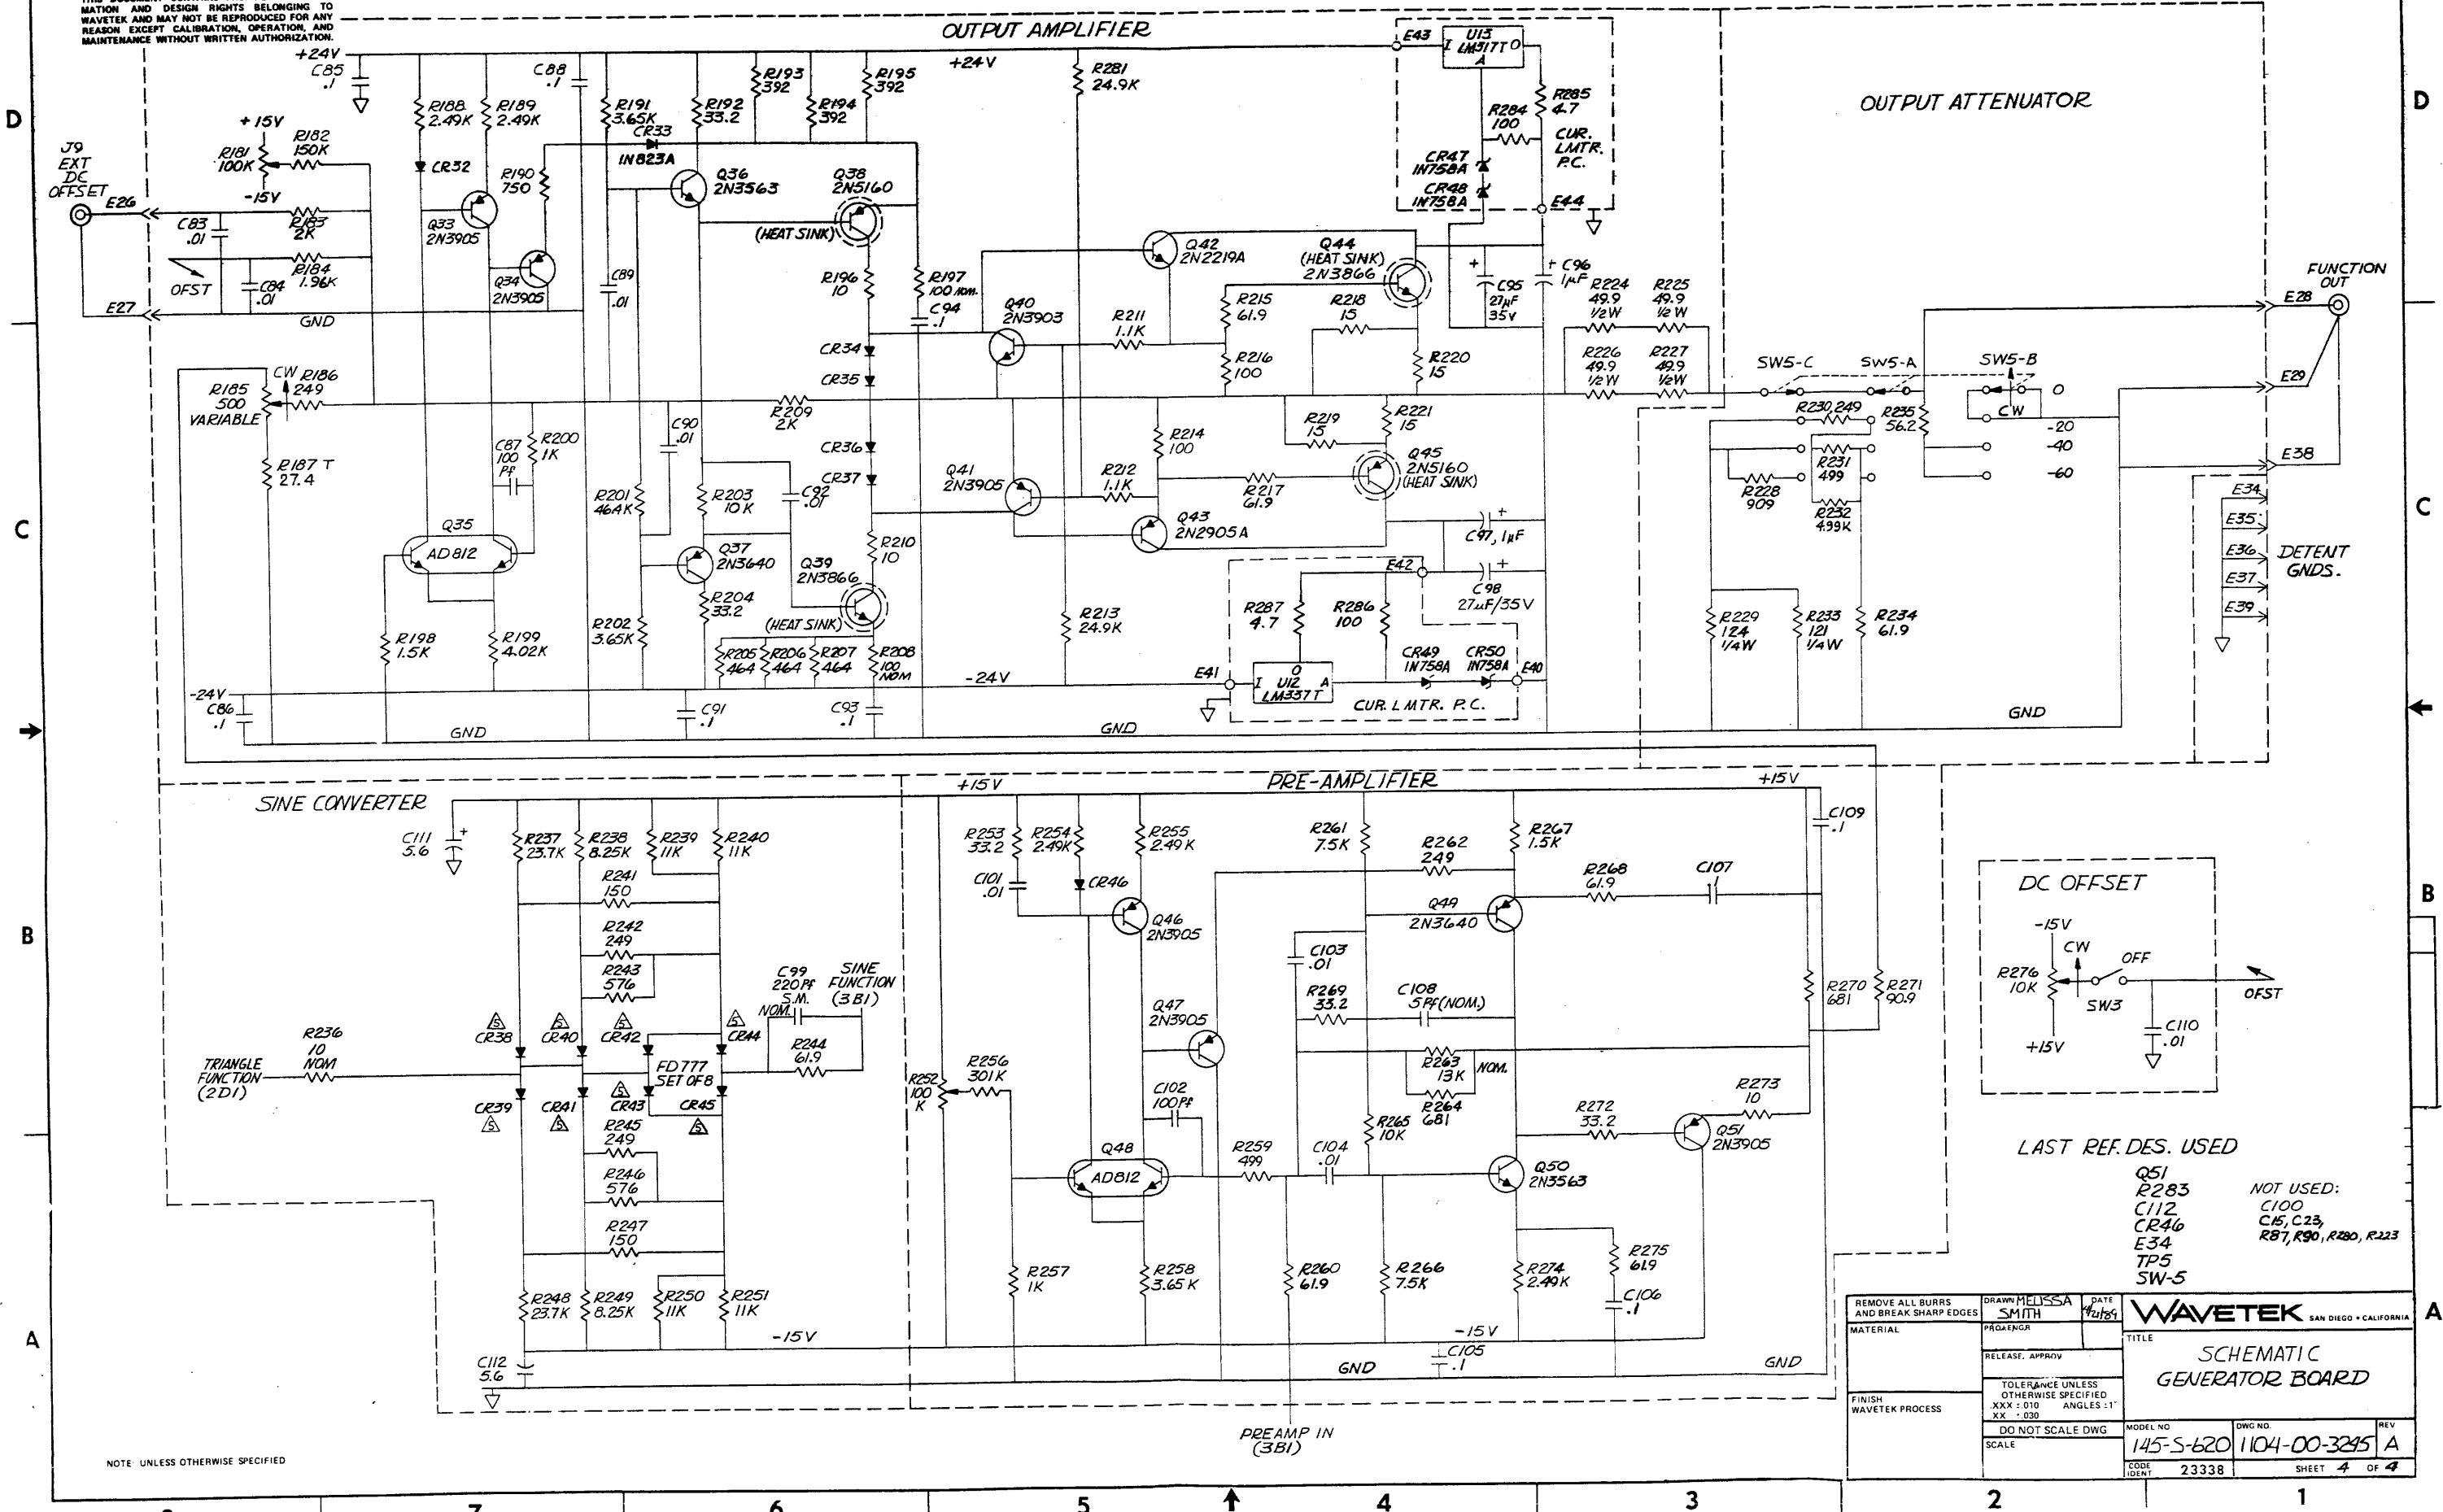 MATION AND DESIGN RIGHTS BELONGING TO
WAVETEK AND MAY NOT BE REPRODUCED FOR ANY
REASON EXCEPT CALIBRATION, OPERATION, AND
MAINTENANCE WITHOUT WRITTEN AUTHORIZATION.
OUTPUT AMPLIFIER
OUTPUT ATTENUATOR
D
D
+24V
C85
.1
C88
.1
R188
2.49K
R189
2.49K
R191
3.65K
R192
33.2
R193
392
R194
392
R195
392
+24V
R281
24.9K
E43
U13
I LM317T O
A
R284
100
R285
4.7
CUR.
LMTR.
P.C.
CR47
1N758A
CR48
1N758A
E44
J9
EXT
DC
OFFSET
E26
E27
+15V
R181
100K
R182
150K
-15V
C83
.01
R183
2K
R184
1.96K
OFST
C84
.01
GND
CR32
R190
750
CR33
1N823A
Q33
2N3905
Q34
2N3905
Q36
2N3563
Q38
2N5160
(HEAT SINK)
C89
.01
R196
10
R197
100 NOM.
C94
.1
Q40
2N3903
Q42
2N2219A
Q44
(HEAT SINK)
2N3866
R211
1.1K
R215
61.9
R216
100
R218
15
R220
15
+
C95
27µF
35V
+
C96
1µF
R224
49.9
1/2W
R225
49.9
1/2W
R226
49.9
1/2W
R227
49.9
1/2W
FUNCTION
OUT
E28
E29
E38
SW5-C
SW5-A
SW5-B
CW
0
-20
-40
-60
R230,249
R235
56.2
R231
499
R228
909
R232
4.99K
R229
124
1/4W
R233
121
1/4W
R234
61.9
E34
E35
E36
E37
E39
DETENT
GNDS.
C
C
R185
500
VARIABLE
CW
R186
249
R187 T
27.4
C87
100
Pf
R200
1K
CR34
CR35
CR36
CR37
R209
2K
C90
.01
R201
464K
R203
10K
C92
.01
R202
3.65K
Q35
AD812
Q37
2N3640
R204
33.2
Q39
2N3866
(HEAT SINK)
R210
10
Q41
2N3905
R212
1.1K
R214
100
R219
15
R221
15
R217
61.9
Q45
2N5160
(HEAT SINK)
Q43
2N2905A
+
C97, 1µF
+
C98
27µF/35V
E42
R213
24.9K
R287
4.7
R286
100
CR49
1N758A
CR50
1N758A
E40
E41
O
I U12 A
LM337T
CUR. LMTR. P.C.
R198
1.5K
R199
4.02K
R205
464
R206
464
R207
464
R208
100
NOM
-24V
C86
.1
C91
.1
C93
.1
-24V
GND
GND
GND
SINE CONVERTER
PRE-AMPLIFIER
+15V
+15V
C111
5.6
+
R237
23.7K
R238
8.25K
R239
11K
R240
11K
R241
150
R242
249
R243
576
C99
220Pf
S.M.
NOM.
SINE
FUNCTION
(3B1)
R244
61.9
TRIANGLE
FUNCTION
(2D1)
R236
10
NOM
5
CR38
5
CR40
5
CR42
5
CR44
FD777
SET OF 8
CR39
5
CR41
5
5
CR43
CR45
5
R245
249
R246
576
R247
150
R248
23.7K
R249
8.25K
R250
11K
R251
11K
C112
5.6
-15V
R253
33.2
R254
2.49K
R255
2.49K
C101
.01
CR46
Q46
2N3905
Q47
2N3905
R252
100
K
R256
301K
C102
100Pf
Q48
AD812
R257
1K
R258
3.65K
R259
499
C104
.01
R260
61.9
R261
7.5K
R262
249
R267
1.5K
R268
61.9
C107
.1
C109
.1
Q49
2N3640
C103
.01
R269
33.2
C108
5Pf(NOM.)
R263
13K
NOM.
R264
681
R265
10K
R266
7.5K
Q50
2N3563
R272
33.2
Q51
2N3905
R273
10
R270
681
R271
90.9
R274
2.49K
R275
61.9
C106
.1
-15V
C105
.1
GND
GND
PREAMP IN
(3B1)
B
B
DC OFFSET
-15V
CW
R276
10K
OFF
SW3
C110
.01
+15V
OFST
LAST REF. DES. USED
Q51
R283
C112
CR46
E34
TP5
SW-5
NOT USED:
C100
C15, C23,
R87, R90, R280, R223
A
A
REMOVE ALL BURRS
AND BREAK SHARP EDGES
DRAWN MELISSA
SMITH
DATE
MATERIAL
PROJ ENGR
RELEASE. APPROV
TOLERANCE UNLESS
OTHERWISE SPECIFIED
.XXX ±.010 ANGLES ±1°
.XX ±.030
FINISH
WAVETEK PROCESS
DO NOT SCALE DWG
SCALE
WAVETEK SAN DIEGO • CALIFORNIA
TITLE
SCHEMATIC
GENERATOR BOARD
MODEL NO
145-S-620
DWG NO.
1104-00-3245
REV
A
CODE
IDENT 23338
SHEET 4 OF 4
NOTE: UNLESS OTHERWISE SPECIFIED
7
6
5
4
3
2
1